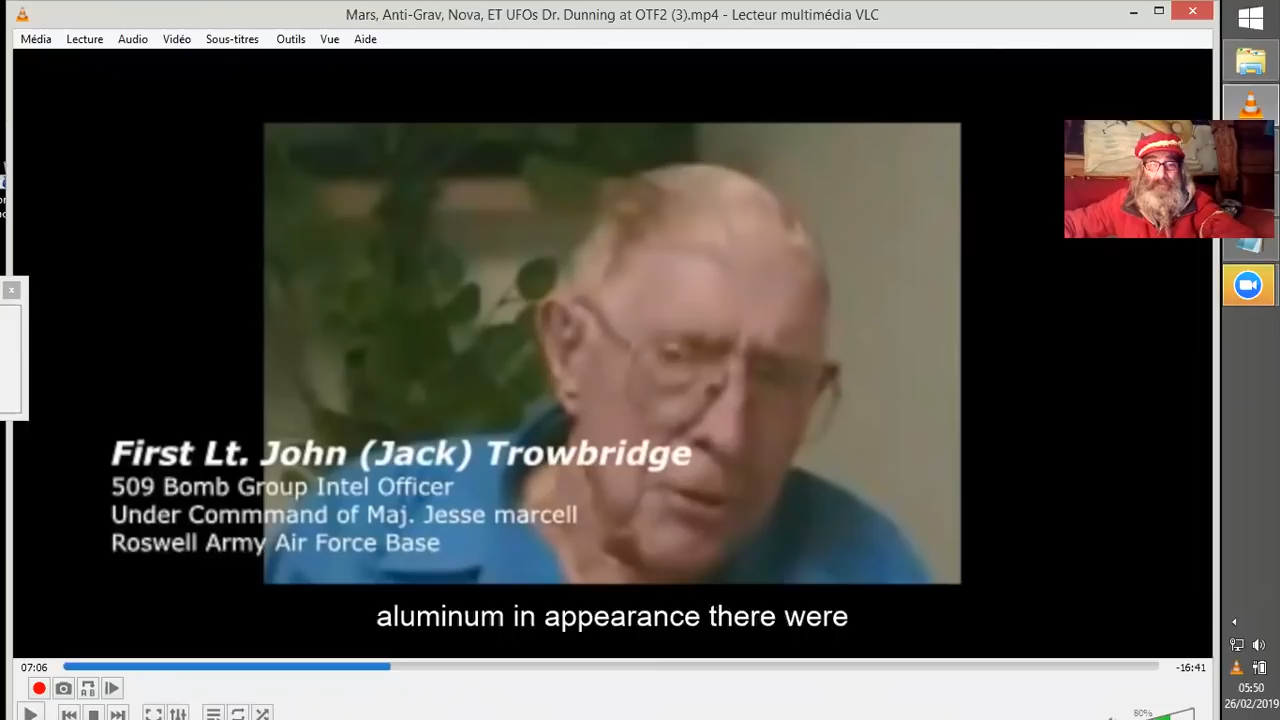 Mars, Anti-Grav, Nova, ET UFOs Dr. Dunning at OTF2 (3).mp4 - Lecteur multimédia VLC
Média Lecture Audio Vidéo Sous-titres Outils Vue Aide
First Lt. John (Jack) Trowbridge
509 Bomb Group Intel Officer
Under Commmand of Maj. Jesse marcell
Roswell Army Air Force Base
aluminum in appearance there were
07:06
-16:41
80%
05:50
26/02/2019